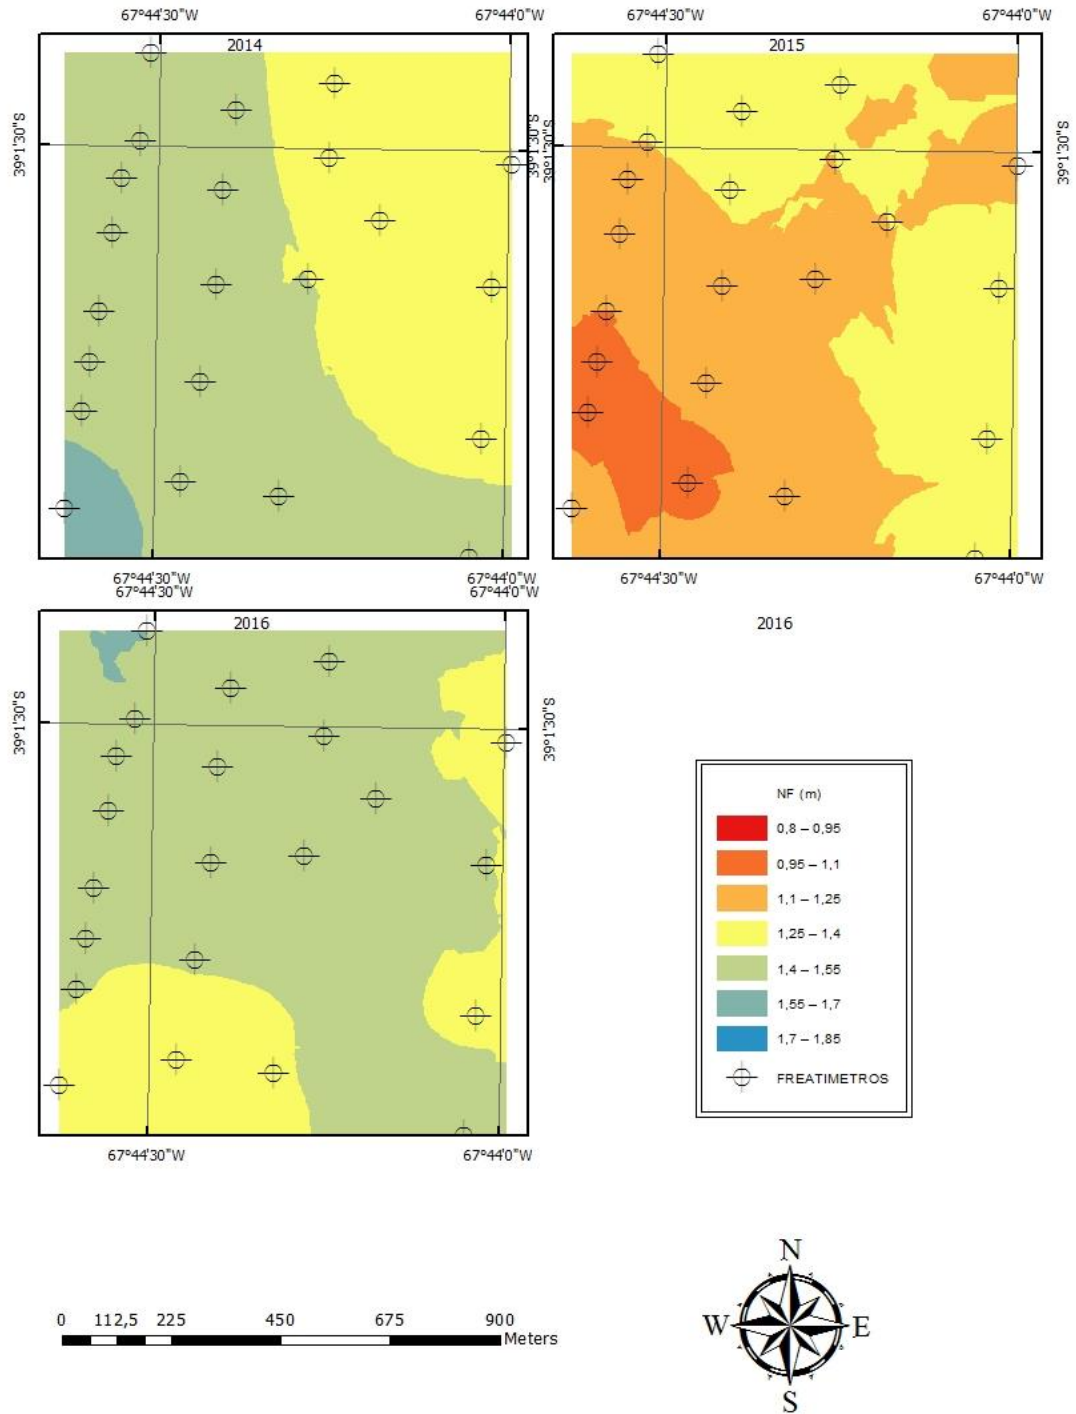 67°44'30"W 67°44'0"W 67°44'30"W 67°44'0"W
2014 2015
39°1'30"S 39°1'30"S 39°1'30"S 39°1'30"S
67°44'30"W 67°44'0"W 67°44'30"W 67°44'0"W
67°44'30"W 67°44'0"W
2016 2016
39°1'30"S 39°1'30"S
NF (m)
0,8 – 0,95
0,95 – 1,1
1,1 – 1,25
1,25 – 1,4
1,4 – 1,55
1,55 – 1,7
1,7 – 1,85
FREATIMETROS
67°44'30"W 67°44'0"W
N
0 112,5 225 450 675 900
Meters
W E
S